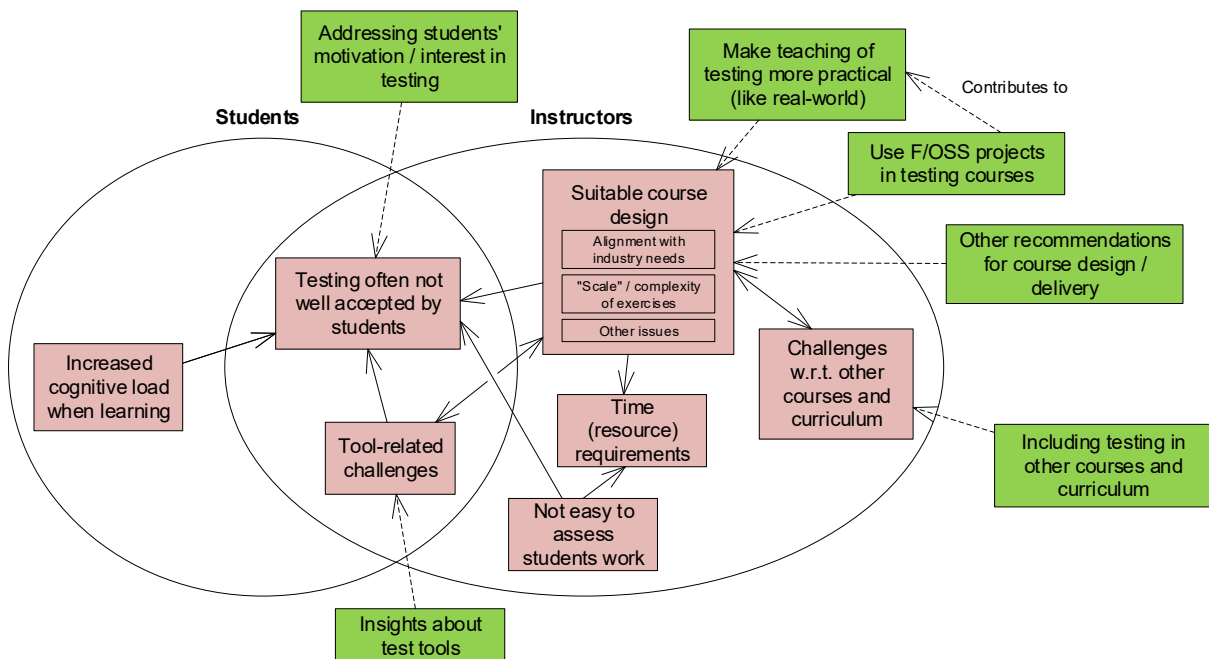 Addressing students'
motivation / interest in
testing
Make teaching of
testing more practical
(like real-world)
Contributes to
Students
Instructors
Use F/OSS projects
in testing courses
Suitable course
design
Alignment with
industry needs
"Scale" / complexity
of exercises
Other issues
Other recommendations
for course design /
delivery
Testing often not
well accepted by
students
Increased
cognitive load
when learning
Challenges
w.r.t. other
courses and
curriculum
Time
(resource)
requirements
Tool-related
challenges
Including testing in
other courses and
curriculum
Not easy to
assess
students work
Insights about
test tools